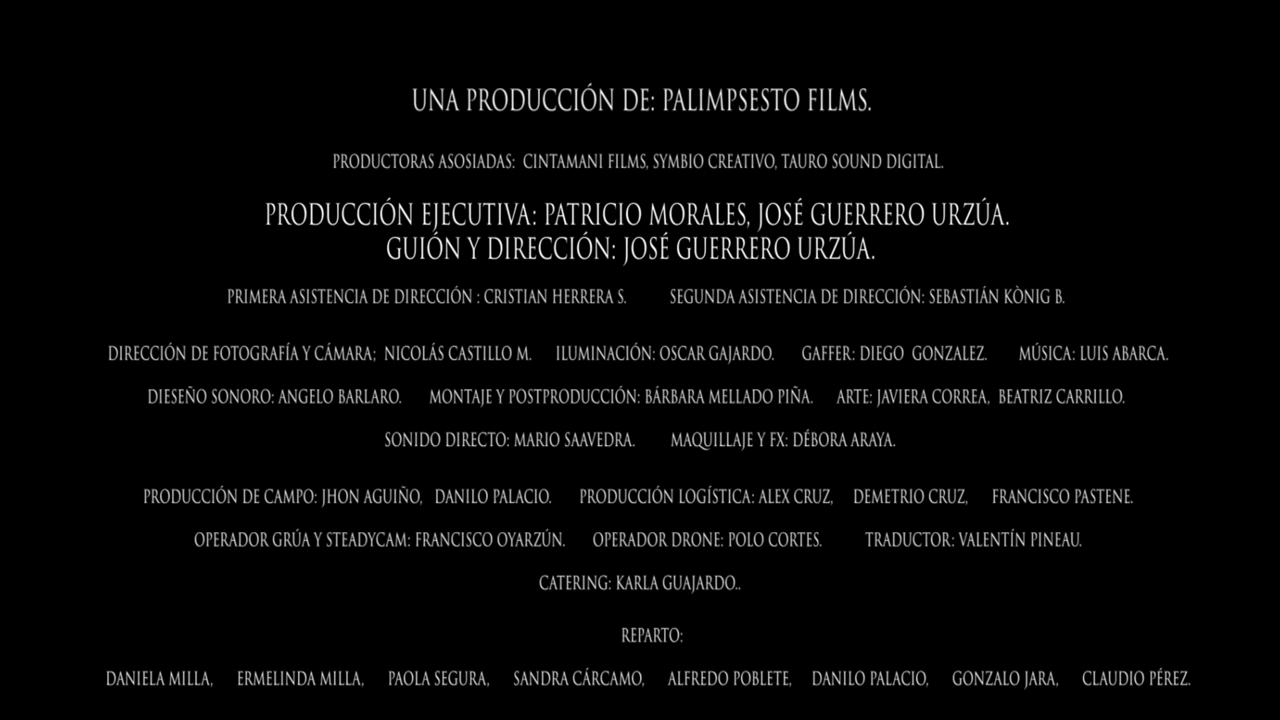 UNA PRODUCCIÓN DE: PALIMPSESTO FILMS.
PRODUCTORAS ASOSIADAS: CINTAMANI FILMS, SYMBIO CREATIVO, TAURO SOUND DIGITAL.
PRODUCCIÓN EJECUTIVA: PATRICIO MORALES, JOSÉ GUERRERO URZÚA.
GUIÓN Y DIRECCIÓN: JOSÉ GUERRERO URZÚA.
PRIMERA ASISTENCIA DE DIRECCIÓN : CRISTIAN HERRERA S. SEGUNDA ASISTENCIA DE DIRECCIÓN: SEBASTIÁN KÒNIG B.
DIRECCIÓN DE FOTOGRAFÍA Y CÁMARA; NICOLÁS CASTILLO M. ILUMINACIÓN: OSCAR GAJARDO. GAFFER: DIEGO GONZALEZ. MÚSICA: LUIS ABARCA.
DIESEÑO SONORO: ANGELO BARLARO. MONTAJE Y POSTPRODUCCIÓN: BÁRBARA MELLADO PIÑA. ARTE: JAVIERA CORREA, BEATRIZ CARRILLO.
SONIDO DIRECTO: MARIO SAAVEDRA. MAQUILLAJE Y FX: DÉBORA ARAYA.
PRODUCCIÓN DE CAMPO: JHON AGUIÑO, DANILO PALACIO. PRODUCCIÓN LOGÍSTICA: ALEX CRUZ, DEMETRIO CRUZ, FRANCISCO PASTENE.
OPERADOR GRÚA Y STEADYCAM: FRANCISCO OYARZÚN. OPERADOR DRONE: POLO CORTES. TRADUCTOR: VALENTÍN PINEAU.
CATERING: KARLA GUAJARDO..
REPARTO:
DANIELA MILLA, ERMELINDA MILLA, PAOLA SEGURA, SANDRA CÁRCAMO, ALFREDO POBLETE, DANILO PALACIO, GONZALO JARA, CLAUDIO PÉREZ.